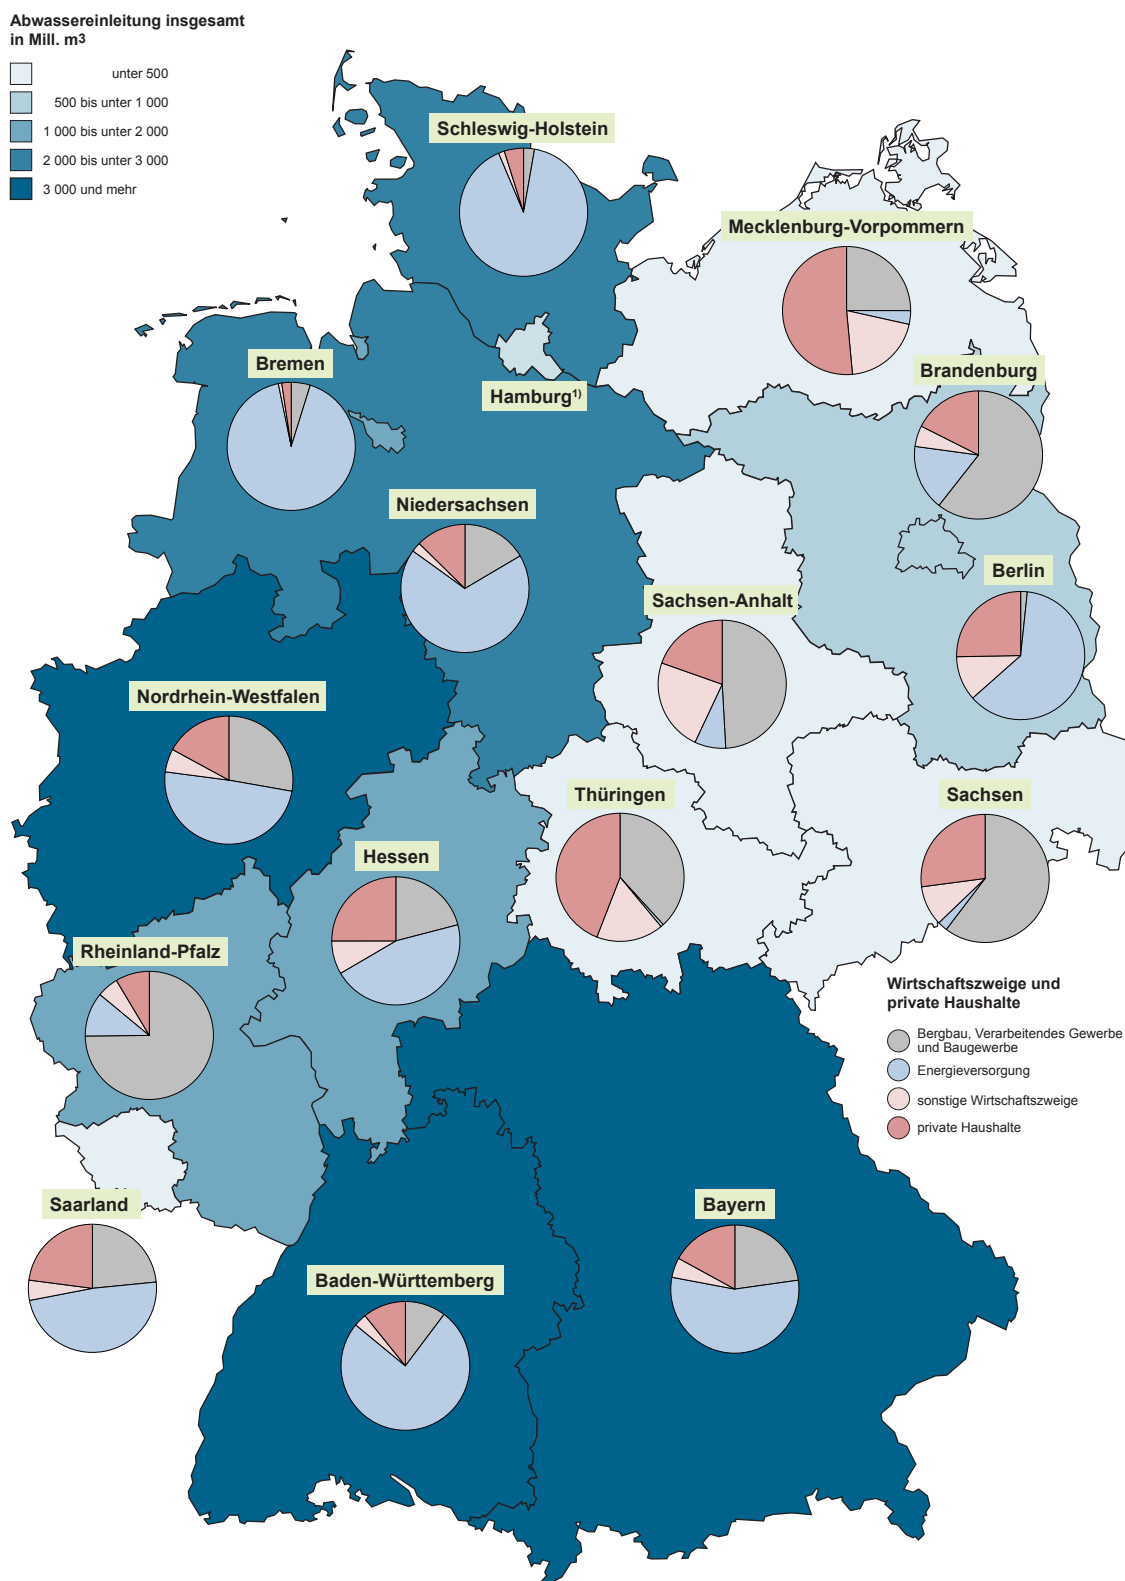 Abwassereinleitung insgesamt
in Mill. m³
unter 500
500 bis unter 1 000
1 000 bis unter 2 000
2 000 bis unter 3 000
3 000 und mehr
Schleswig-Holstein
Mecklenburg-Vorpommern
Bremen
Hamburg¹⁾
Brandenburg
Niedersachsen
Berlin
Sachsen-Anhalt
Nordrhein-Westfalen
Thüringen
Sachsen
Hessen
Rheinland-Pfalz
Wirtschaftszweige und
private Haushalte
Bergbau, Verarbeitendes Gewerbe
und Baugewerbe
Energieversorgung
sonstige Wirtschaftszweige
private Haushalte
Saarland
Bayern
Baden-Württemberg